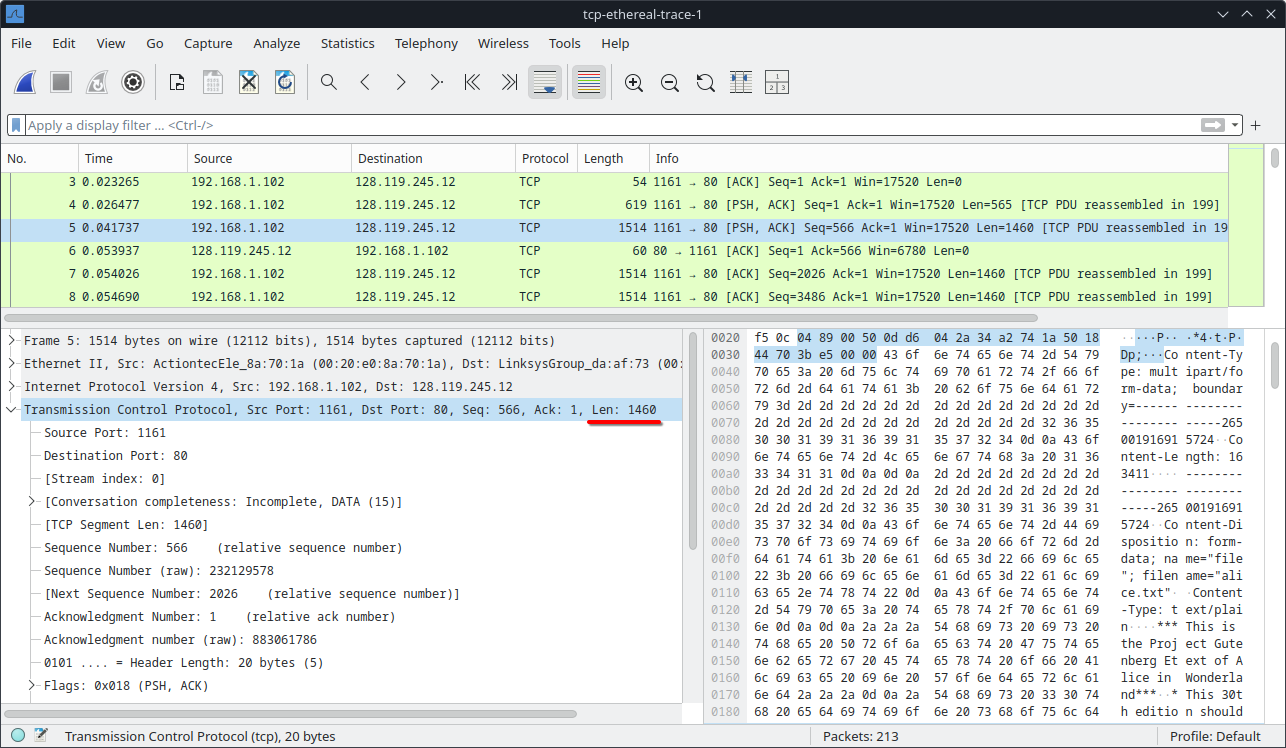 tcp-ethereal-trace-1
File Edit View Go Capture Analyze Statistics Telephony Wireless Tools Help
Apply a display filter ... <Ctrl-/>
No. Time Source Destination Protocol Length Info
3 0.023265 192.168.1.102 128.119.245.12 TCP 54 1161 → 80 [ACK] Seq=1 Ack=1 Win=17520 Len=0
4 0.026477 192.168.1.102 128.119.245.12 TCP 619 1161 → 80 [PSH, ACK] Seq=1 Ack=1 Win=17520 Len=565 [TCP PDU reassembled in 199]
5 0.041737 192.168.1.102 128.119.245.12 TCP 1514 1161 → 80 [PSH, ACK] Seq=566 Ack=1 Win=17520 Len=1460 [TCP PDU reassembled in 19
6 0.053937 128.119.245.12 192.168.1.102 TCP 60 80 → 1161 [ACK] Seq=1 Ack=566 Win=6780 Len=0
7 0.054026 192.168.1.102 128.119.245.12 TCP 1514 1161 → 80 [ACK] Seq=2026 Ack=1 Win=17520 Len=1460 [TCP PDU reassembled in 199]
8 0.054690 192.168.1.102 128.119.245.12 TCP 1514 1161 → 80 [ACK] Seq=3486 Ack=1 Win=17520 Len=1460 [TCP PDU reassembled in 199]
Frame 5: 1514 bytes on wire (12112 bits), 1514 bytes captured (12112 bits)
Ethernet II, Src: ActiontecEle_8a:70:1a (00:20:e0:8a:70:1a), Dst: LinksysGroup_da:af:73 (00:
Internet Protocol Version 4, Src: 192.168.1.102, Dst: 128.119.245.12
Transmission Control Protocol, Src Port: 1161, Dst Port: 80, Seq: 566, Ack: 1, Len: 1460
Source Port: 1161
Destination Port: 80
[Stream index: 0]
[Conversation completeness: Incomplete, DATA (15)]
[TCP Segment Len: 1460]
Sequence Number: 566 (relative sequence number)
Sequence Number (raw): 232129578
[Next Sequence Number: 2026 (relative sequence number)]
Acknowledgment Number: 1 (relative ack number)
Acknowledgment number (raw): 883061786
0101 .... = Header Length: 20 bytes (5)
Flags: 0x018 (PSH, ACK)
0020 f5 0c 04 89 00 50 0d d6 04 2a 34 a2 74 1a 50 18 ·····P·· ·*4·t·P·
0030 44 70 3b e5 00 00 43 6f 6e 74 65 6e 74 2d 54 79 Dp;···Co ntent-Ty
0040 70 65 3a 20 6d 75 6c 74 69 70 61 72 74 2f 66 6f pe: mult ipart/fo
0050 72 6d 2d 64 61 74 61 3b 20 62 6f 75 6e 64 61 72 rm-data; boundar
0060 79 3d 2d 2d 2d 2d 2d 2d 2d 2d 2d 2d 2d 2d 2d 2d y=------ --------
0070 2d 2d 2d 2d 2d 2d 2d 2d 2d 2d 2d 2d 2d 32 36 35 -------- -----265
0080 30 30 31 39 31 36 39 31 35 37 32 34 0d 0a 43 6f 00191691 5724··Co
0090 6e 74 65 6e 74 2d 4c 65 6e 67 74 68 3a 20 31 36 ntent-Le ngth: 16
00a0 33 34 31 31 0d 0a 0d 0a 2d 2d 2d 2d 2d 2d 2d 2d 3411···· --------
00b0 2d 2d 2d 2d 2d 2d 2d 2d 2d 2d 2d 2d 2d 2d 2d 2d -------- --------
00c0 2d 2d 2d 2d 2d 32 36 35 30 30 31 39 31 36 39 31 -----265 00191691
00d0 35 37 32 34 0d 0a 43 6f 6e 74 65 6e 74 2d 44 69 5724··Co ntent-Di
00e0 73 70 6f 73 69 74 69 6f 6e 3a 20 66 6f 72 6d 2d spositio n: form-
00f0 64 61 74 61 3b 20 6e 61 6d 65 3d 22 66 69 6c 65 data; na me="file
0100 22 3b 20 66 69 6c 65 6e 61 6d 65 3d 22 61 6c 69 "; filen ame="ali
0110 63 65 2e 74 78 74 22 0d 0a 43 6f 6e 74 65 6e 74 ce.txt"· ·Content
0120 2d 54 79 70 65 3a 20 74 65 78 74 2f 70 6c 61 69 -Type: t ext/plai
0130 6e 0d 0a 0d 0a 2a 2a 2a 54 68 69 73 20 69 73 20 n····*** This is
0140 74 68 65 20 50 72 6f 6a 65 63 74 20 47 75 74 65 the Proj ect Gute
0150 6e 62 65 72 67 20 45 74 65 78 74 20 6f 66 20 41 nberg Et ext of A
0160 6c 69 63 65 20 69 6e 20 57 6f 6e 64 65 72 6c 61 lice in Wonderla
0170 6e 64 2a 2a 2a 0d 0a 2a 54 68 69 73 20 33 30 74 nd***··* This 30t
0180 68 20 65 64 69 74 69 6f 6e 20 73 68 6f 75 6c 64 h editio n should
Transmission Control Protocol (tcp), 20 bytes Packets: 213 Profile: Default